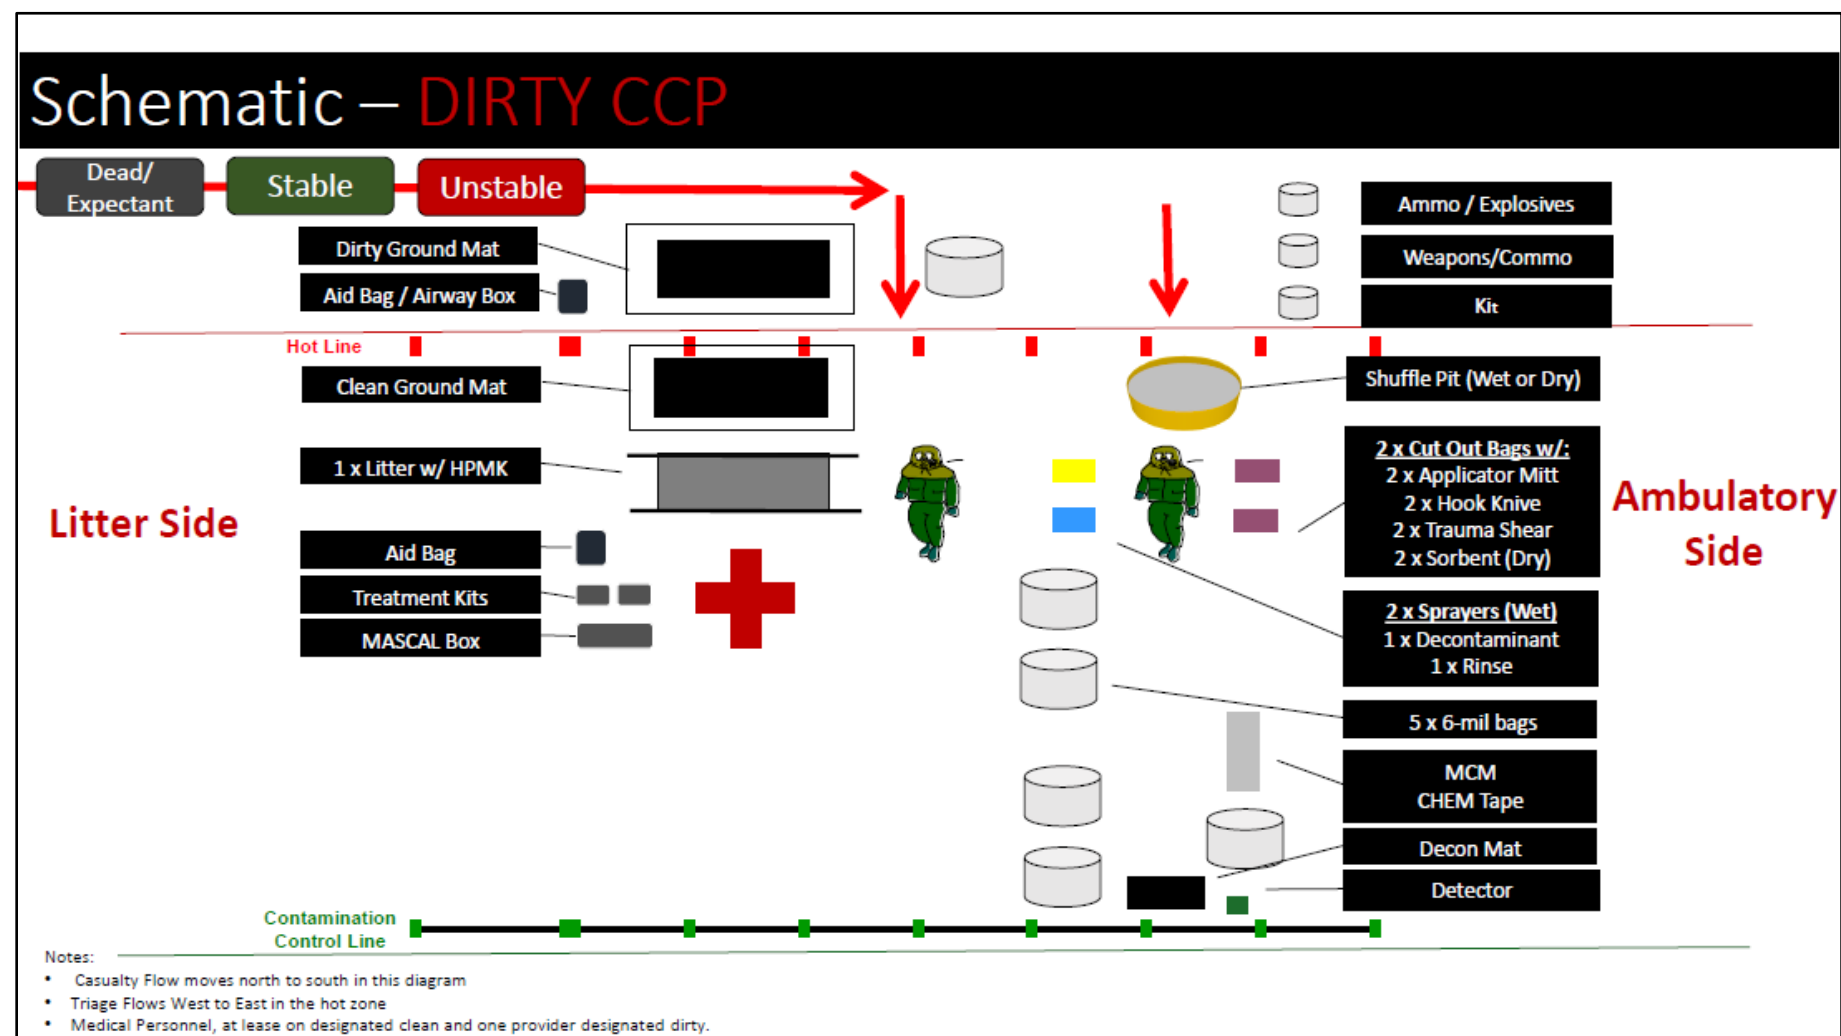 Schematic – DIRTY CCP
Dead/
Expectant
Stable
Unstable
Dirty Ground Mat
Aid Bag / Airway Box
Ammo / Explosives
Weapons/Commo
Kit
Hot Line
Clean Ground Mat
1 x Litter w/ HPMK
Litter Side
Aid Bag
Treatment Kits
MASCAL Box
Shuffle Pit (Wet or Dry)
2 x Cut Out Bags w/:
2 x Applicator Mitt
2 x Hook Knive
2 x Trauma Shear
2 x Sorbent (Dry)
Ambulatory
Side
2 x Sprayers (Wet)
1 x Decontaminant
1 x Rinse
5 x 6-mil bags
MCM
CHEM Tape
Decon Mat
Detector
Contamination
Control Line
Notes:
• Casualty Flow moves north to south in this diagram
• Triage Flows West to East in the hot zone
• Medical Personnel, at lease on designated clean and one provider designated dirty.